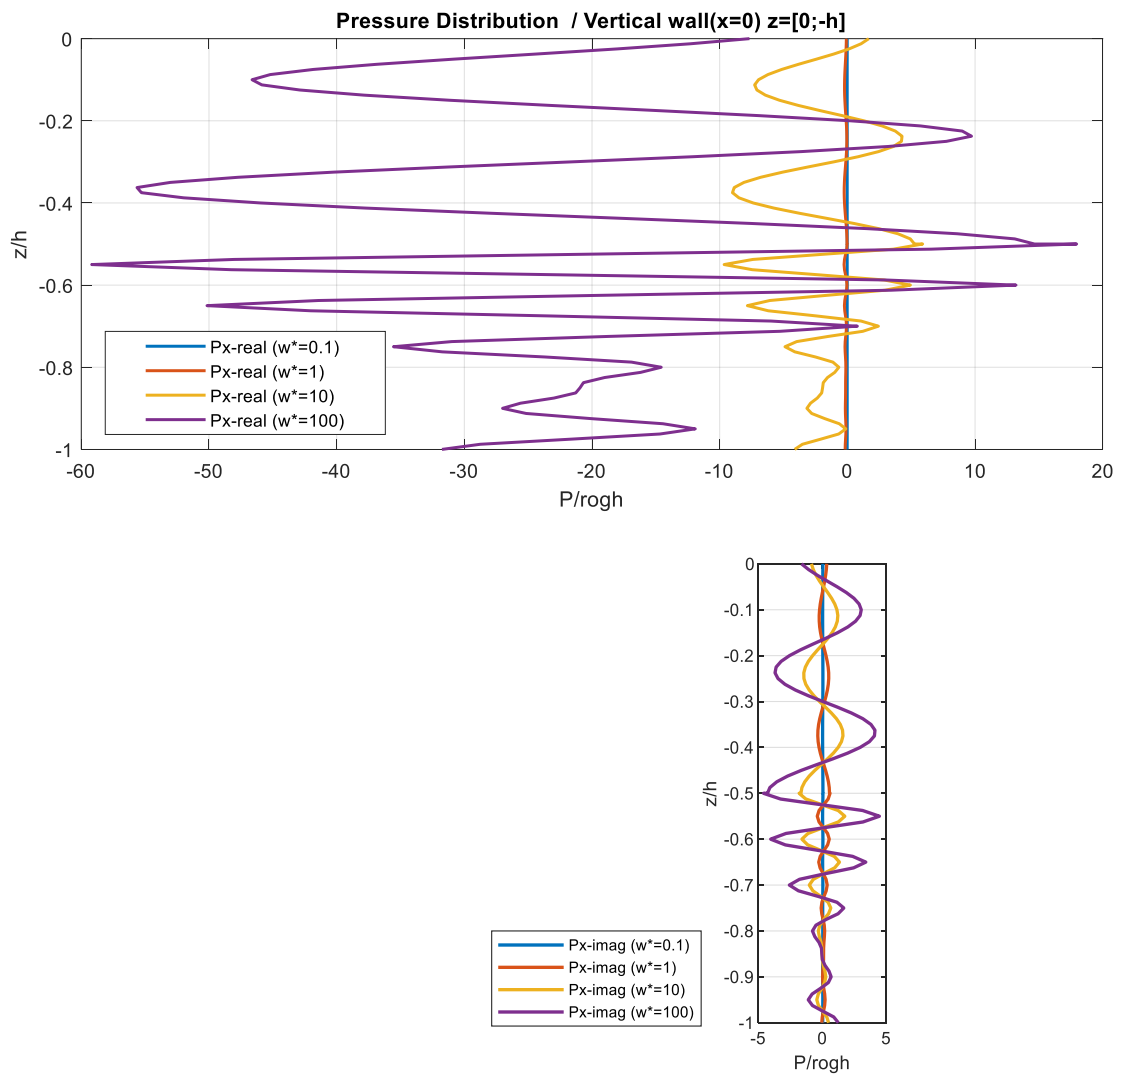 Pressure Distribution / Vertical wall(x=0) z=[0;-h]
0
-0.2
-0.4
-0.6
-0.8
-1
z/h
Px-real (w*=0.1)
Px-real (w*=1)
Px-real (w*=10)
Px-real (w*=100)
-60 -50 -40 -30 -20 -10 0 10 20
P/rogh
0
-0.1
-0.2
-0.3
-0.4
-0.5
-0.6
-0.7
-0.8
-0.9
-1
z/h
Px-imag (w*=0.1)
Px-imag (w*=1)
Px-imag (w*=10)
Px-imag (w*=100)
-5 0 5
P/rogh